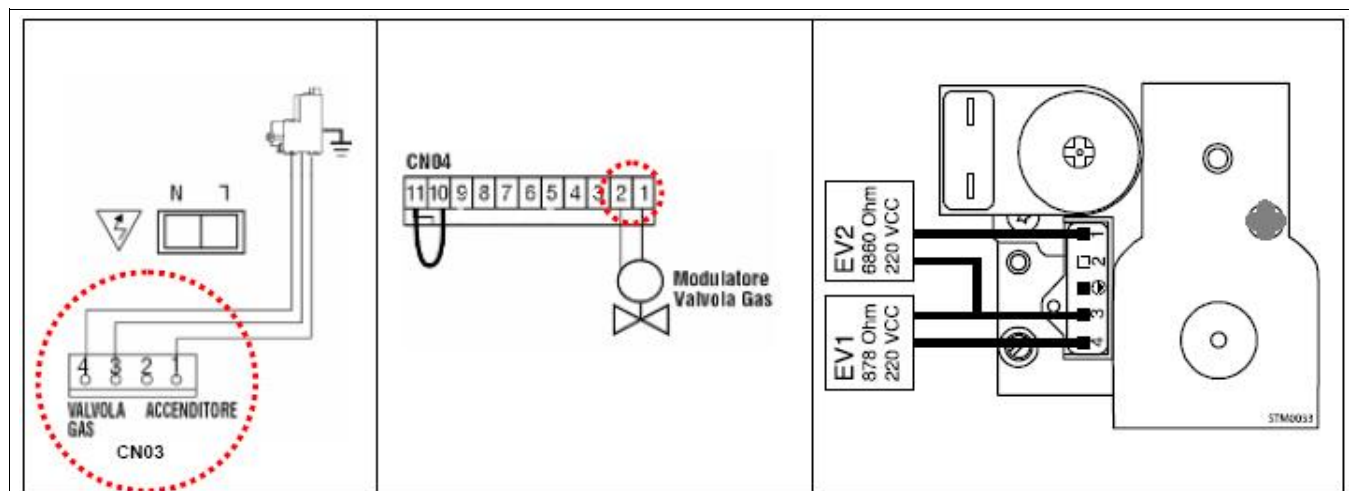 N L
4 3 2 1
VALVOLA GAS
ACCENDITORE
CN03
CN04
11 10 9 8 7 6 5 4 3 2 1
Modulatore
Valvola Gas
EV2
6860 Ohm
220 VCC
EV1
878 Ohm
220 VCC
1
2
3
4
STM0033